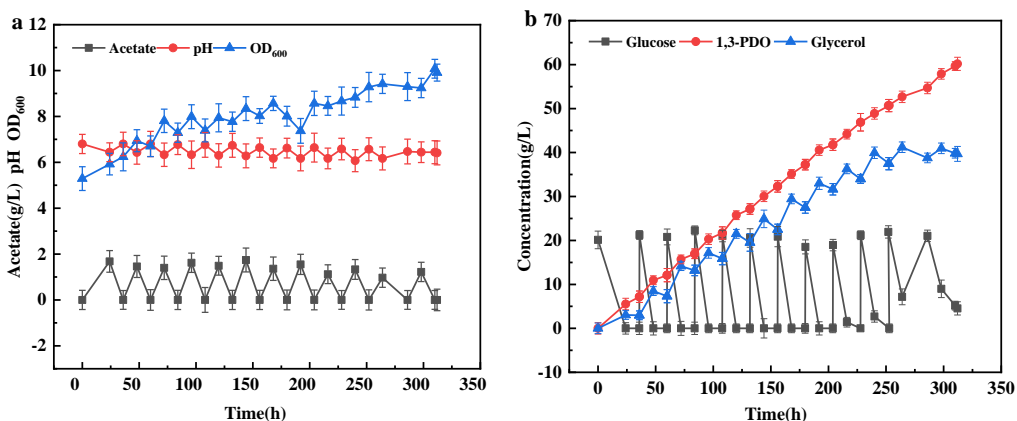 a
12
10
8
6
4
2
0
-2
Acetate
pH
OD600
Acetate(g/L) pH OD600
0 50 100 150 200 250 300 350
Time(h)
b
70
60
50
40
30
20
10
0
-10
Glucose
1,3-PDO
Glycerol
Concentration(g/L)
0 50 100 150 200 250 300 350
Time(h)